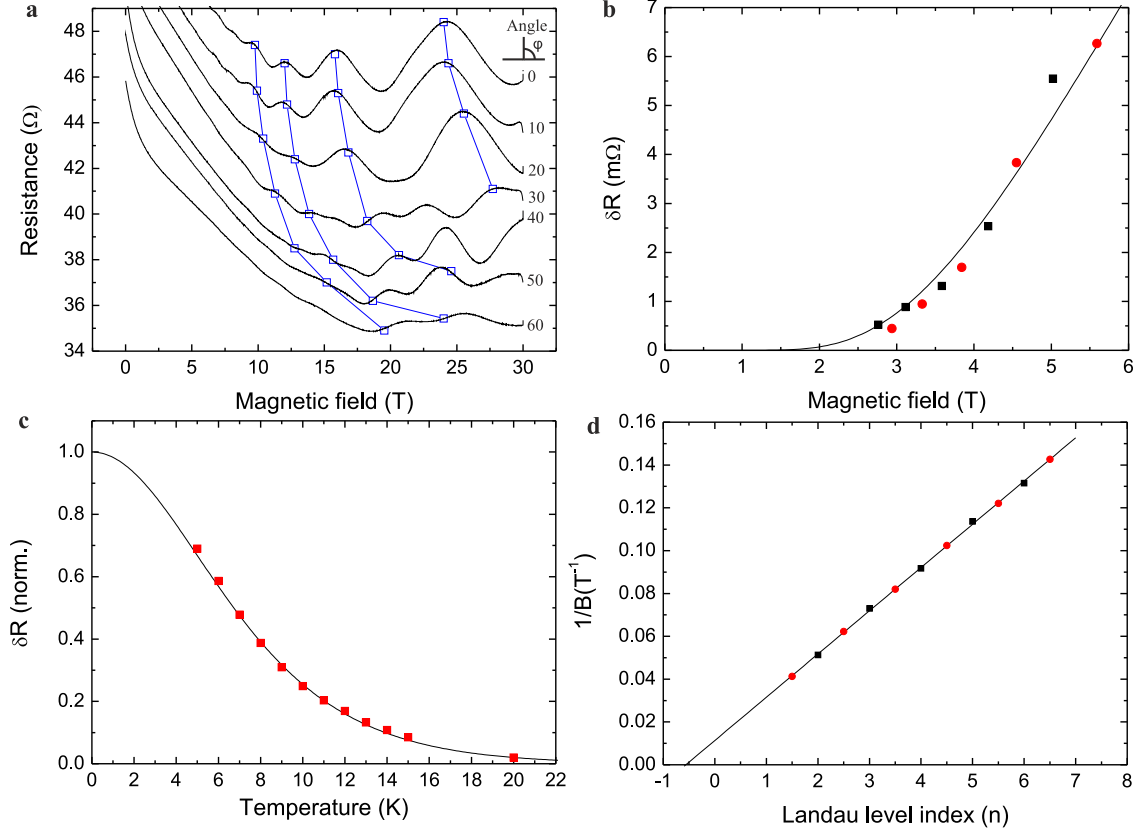 a
48
46
44
42
40
38
36
34
Resistance (Ω)
Angle
φ
0
10
20
30
40
50
60
0 5 10 15 20 25 30
Magnetic field (T)
b
7
6
5
4
3
2
1
0
δR (mΩ)
0 1 2 3 4 5 6
Magnetic field (T)
c
1.0
0.8
0.6
0.4
0.2
0.0
δR (norm.)
0 2 4 6 8 10 12 14 16 18 20 22
Temperature (K)
d
0.16
0.14
0.12
0.10
0.08
0.06
0.04
0.02
0.00
1/B(T⁻¹)
-1 0 1 2 3 4 5 6 7 8
Landau level index (n)